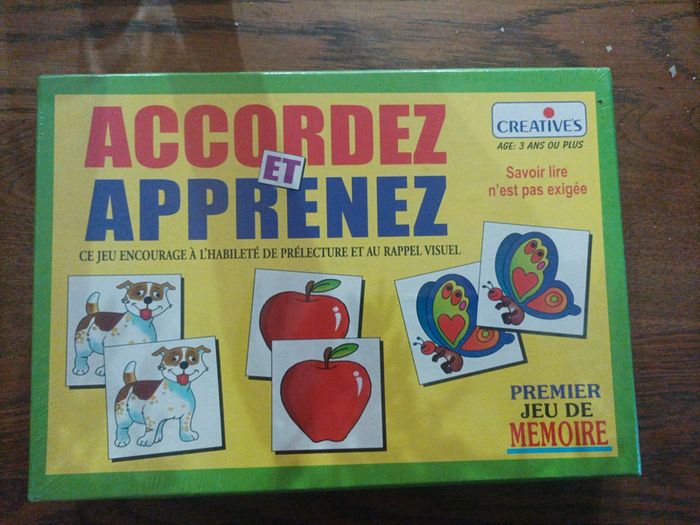 ACCORDEZ
ET
APPRENEZ
CREATIVE'S
AGE: 3 ANS OU PLUS
Savoir lire
n'est pas exigée
CE JEU ENCOURAGE À L'HABILETÉ DE PRÉLECTURE ET AU RAPPEL VISUEL
PREMIER
JEU DE
MEMOIRE